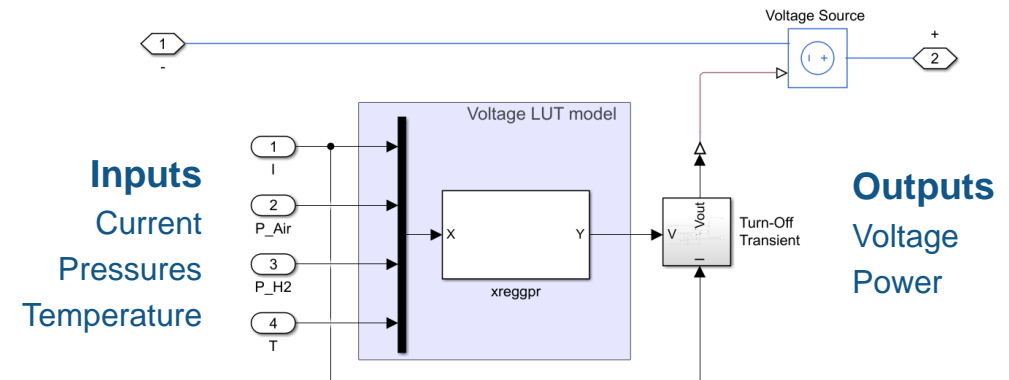 Voltage Source
1
-
+
2
Voltage LUT model
Inputs
Current
Pressures
Temperature
1
I
2
P_Air
3
P_H2
4
T
X
Y
xreggpr
V
Vout
I
Turn-Off
Transient
Outputs
Voltage
Power